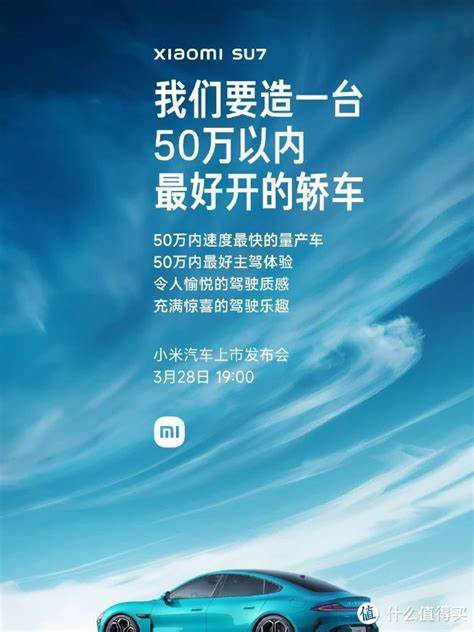 xiaomi SU7
我们要造一台
50万以内
最好开的轿车
50万内速度最快的量产车
50万内最好主驾体验
令人愉悦的驾驶质感
充满惊喜的驾驶乐趣
小米汽车上市发布会
3月28日 19:00
mi
值 什么值得买